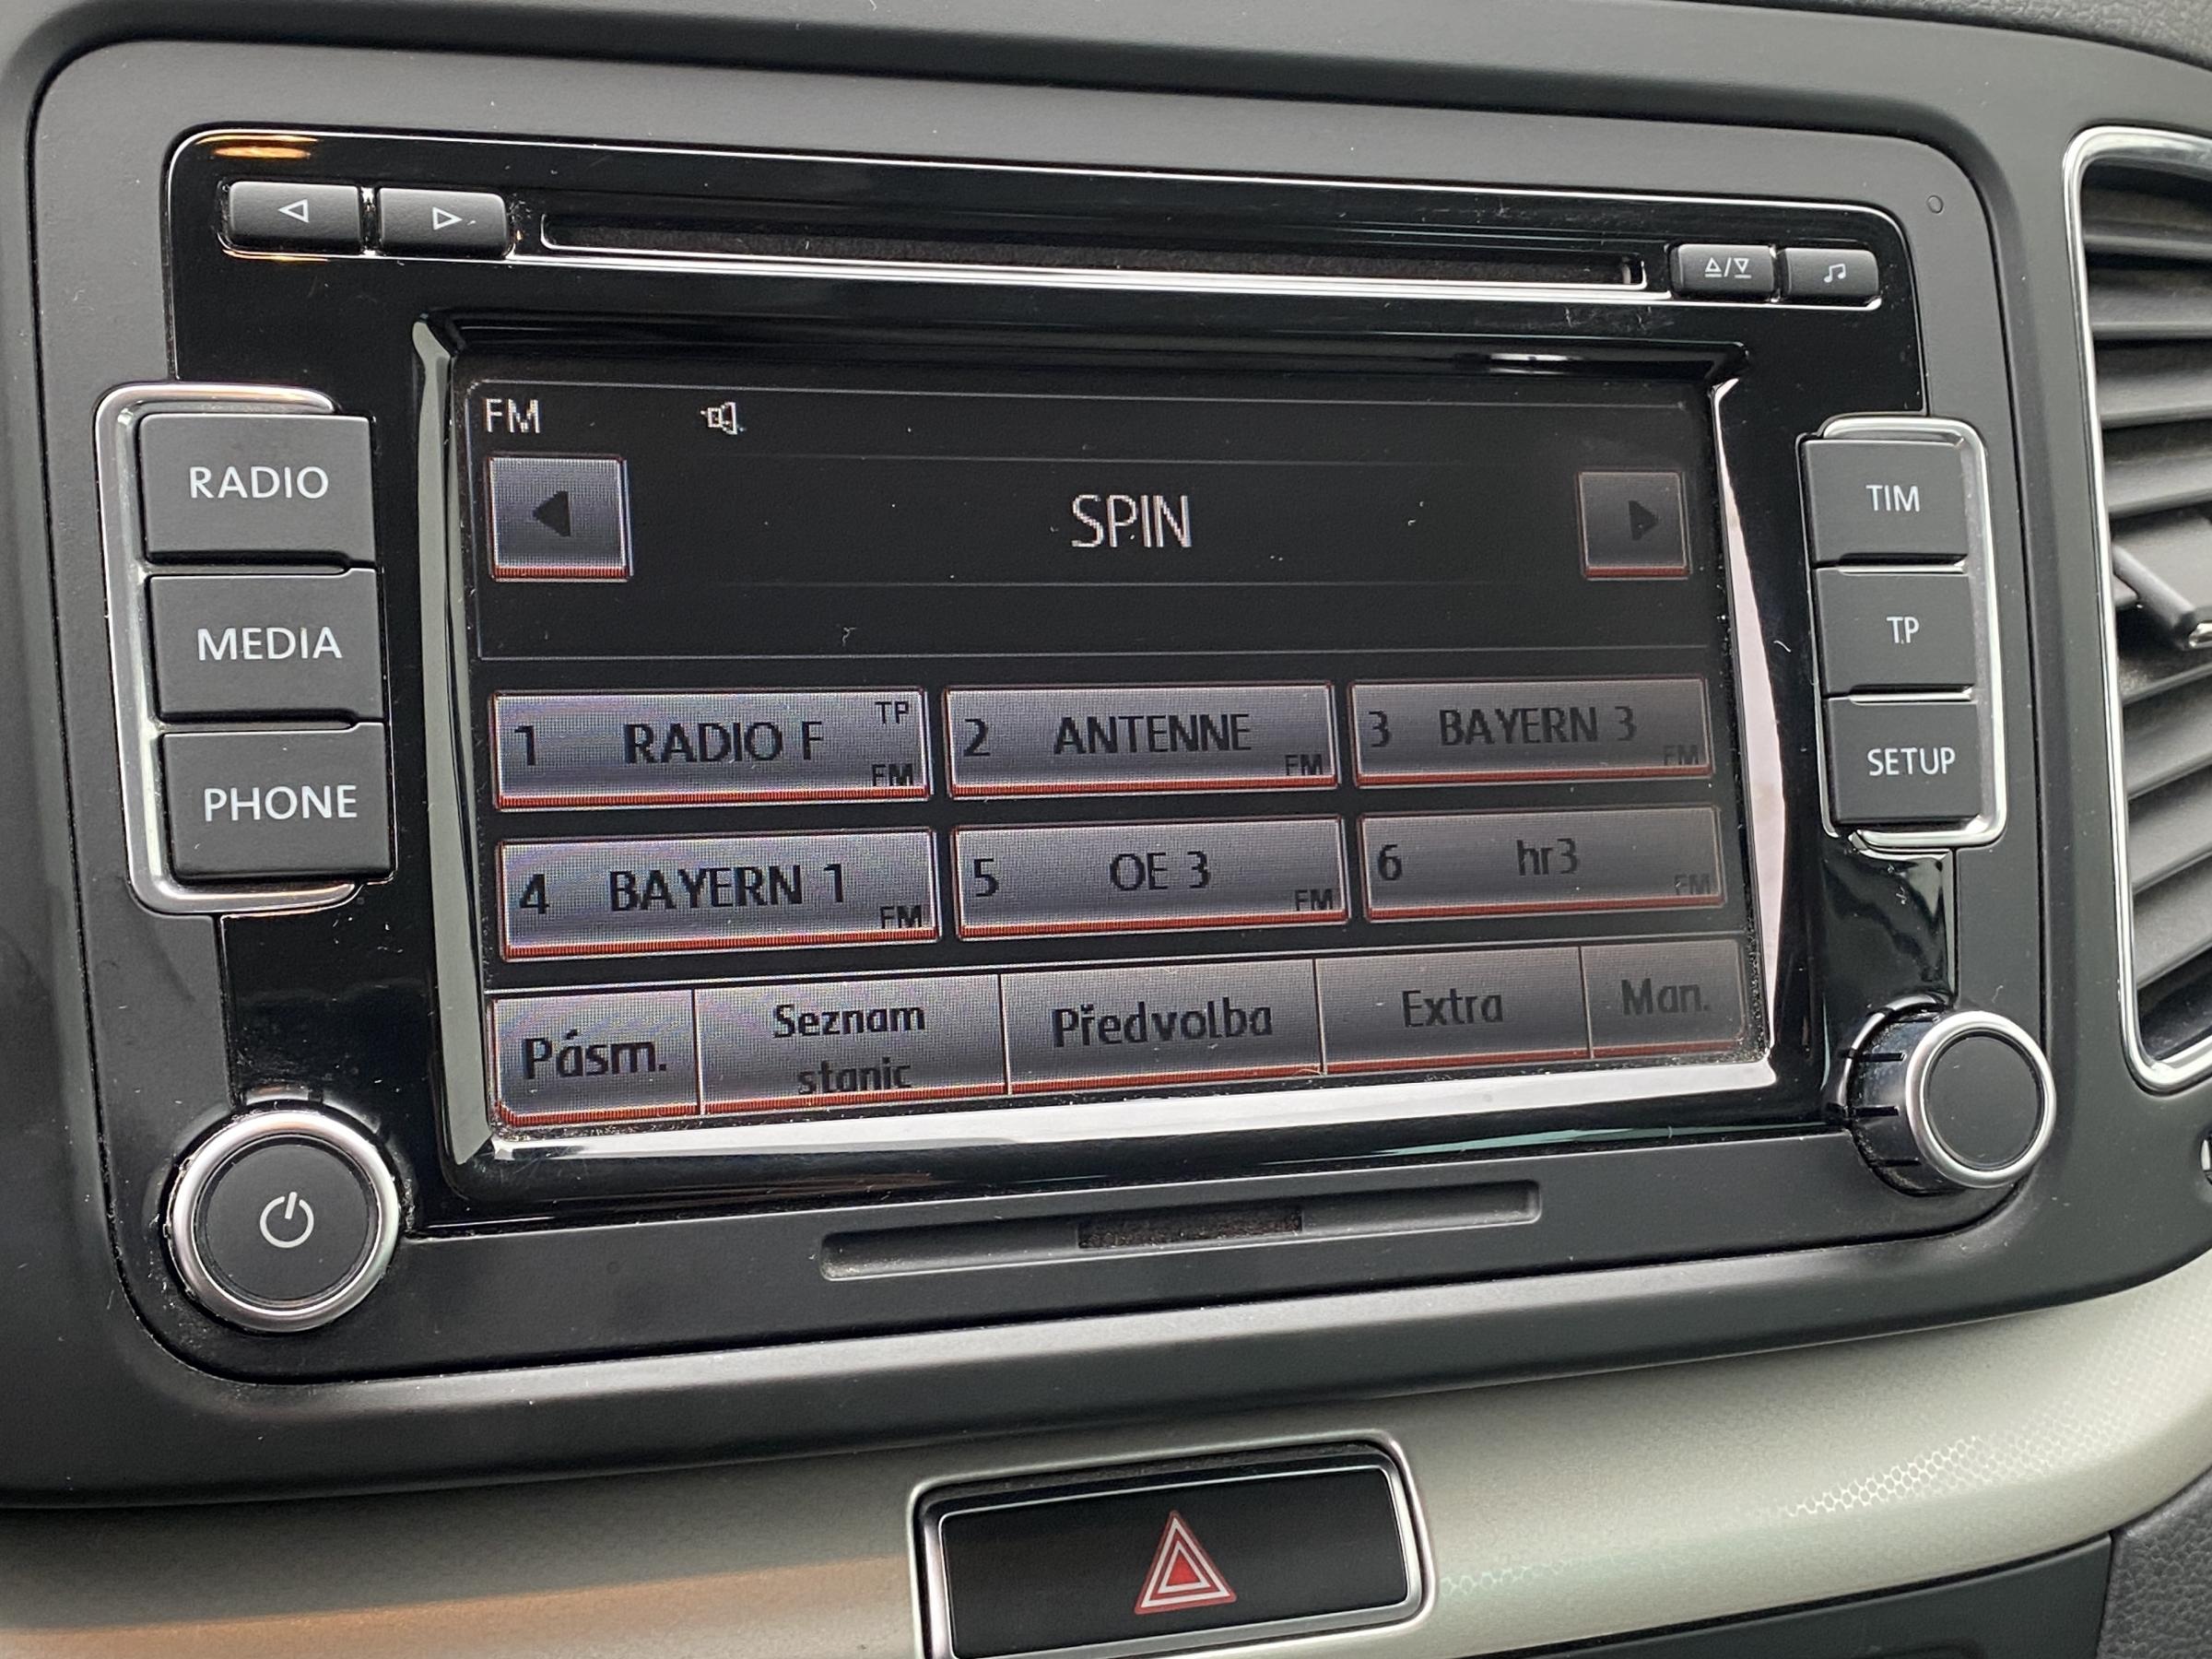 FM
SPIN
RADIO
MEDIA
PHONE
TIM
TP
SETUP
1 RADIO F TP FM
2 ANTENNE FM
3 BAYERN 3 FM
4 BAYERN 1 FM
5 OE 3 FM
6 hr3 FM
Pásm.
Seznam
stanic
Předvolba
Extra
Man.